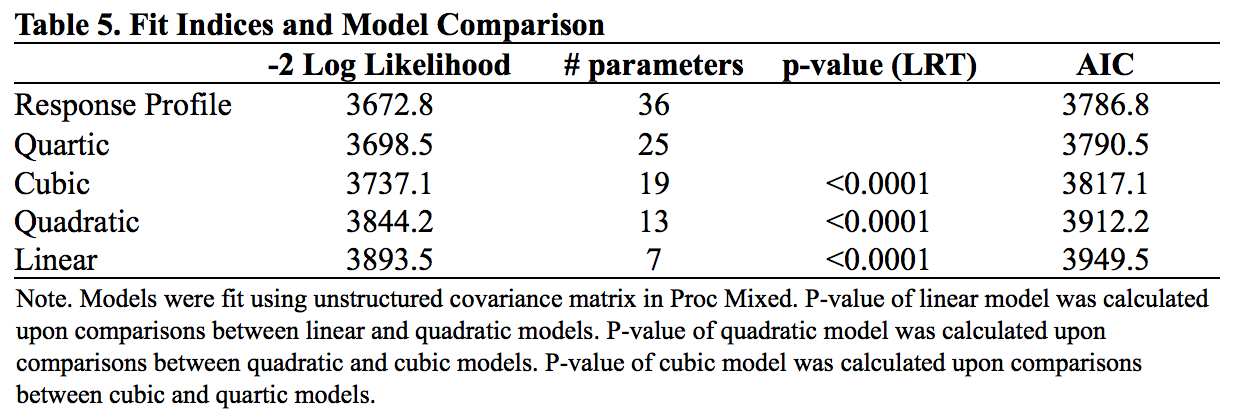 Table 5. Fit Indices and Model Comparison
-2 Log Likelihood # parameters p-value (LRT) AIC
Response Profile 3672.8 36 3786.8
Quartic 3698.5 25 3790.5
Cubic 3737.1 19 <0.0001 3817.1
Quadratic 3844.2 13 <0.0001 3912.2
Linear 3893.5 7 <0.0001 3949.5
Note. Models were fit using unstructured covariance matrix in Proc Mixed. P-value of linear model was calculated
upon comparisons between linear and quadratic models. P-value of quadratic model was calculated upon
comparisons between quadratic and cubic models. P-value of cubic model was calculated upon comparisons
between cubic and quartic models.